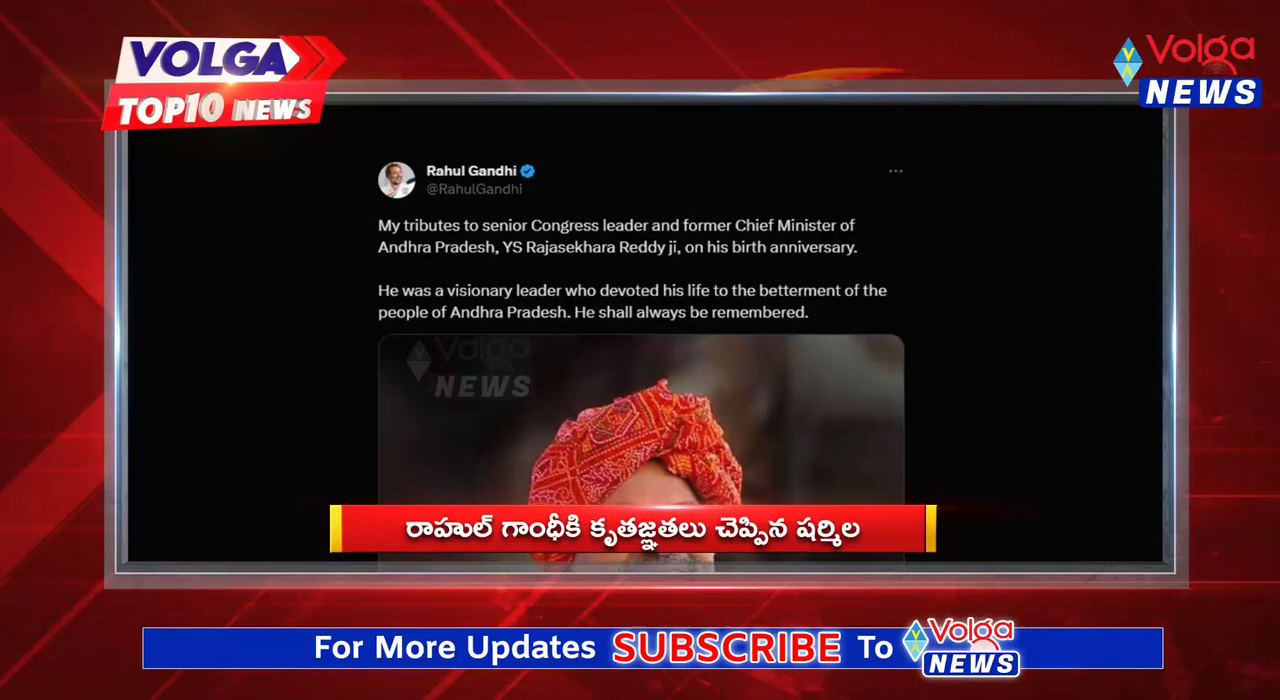 VOLGA
TOP10 NEWS
Volga
NEWS
Rahul Gandhi
@RahulGandhi
My tributes to senior Congress leader and former Chief Minister of
Andhra Pradesh, YS Rajasekhara Reddy ji, on his birth anniversary.
He was a visionary leader who devoted his life to the betterment of the
people of Andhra Pradesh. He shall always be remembered.
Volga
NEWS
రాహుల్ గాంధీకి కృతజ్ఞతలు చెప్పిన షర్మిల
For More Updates SUBSCRIBE To Volga NEWS